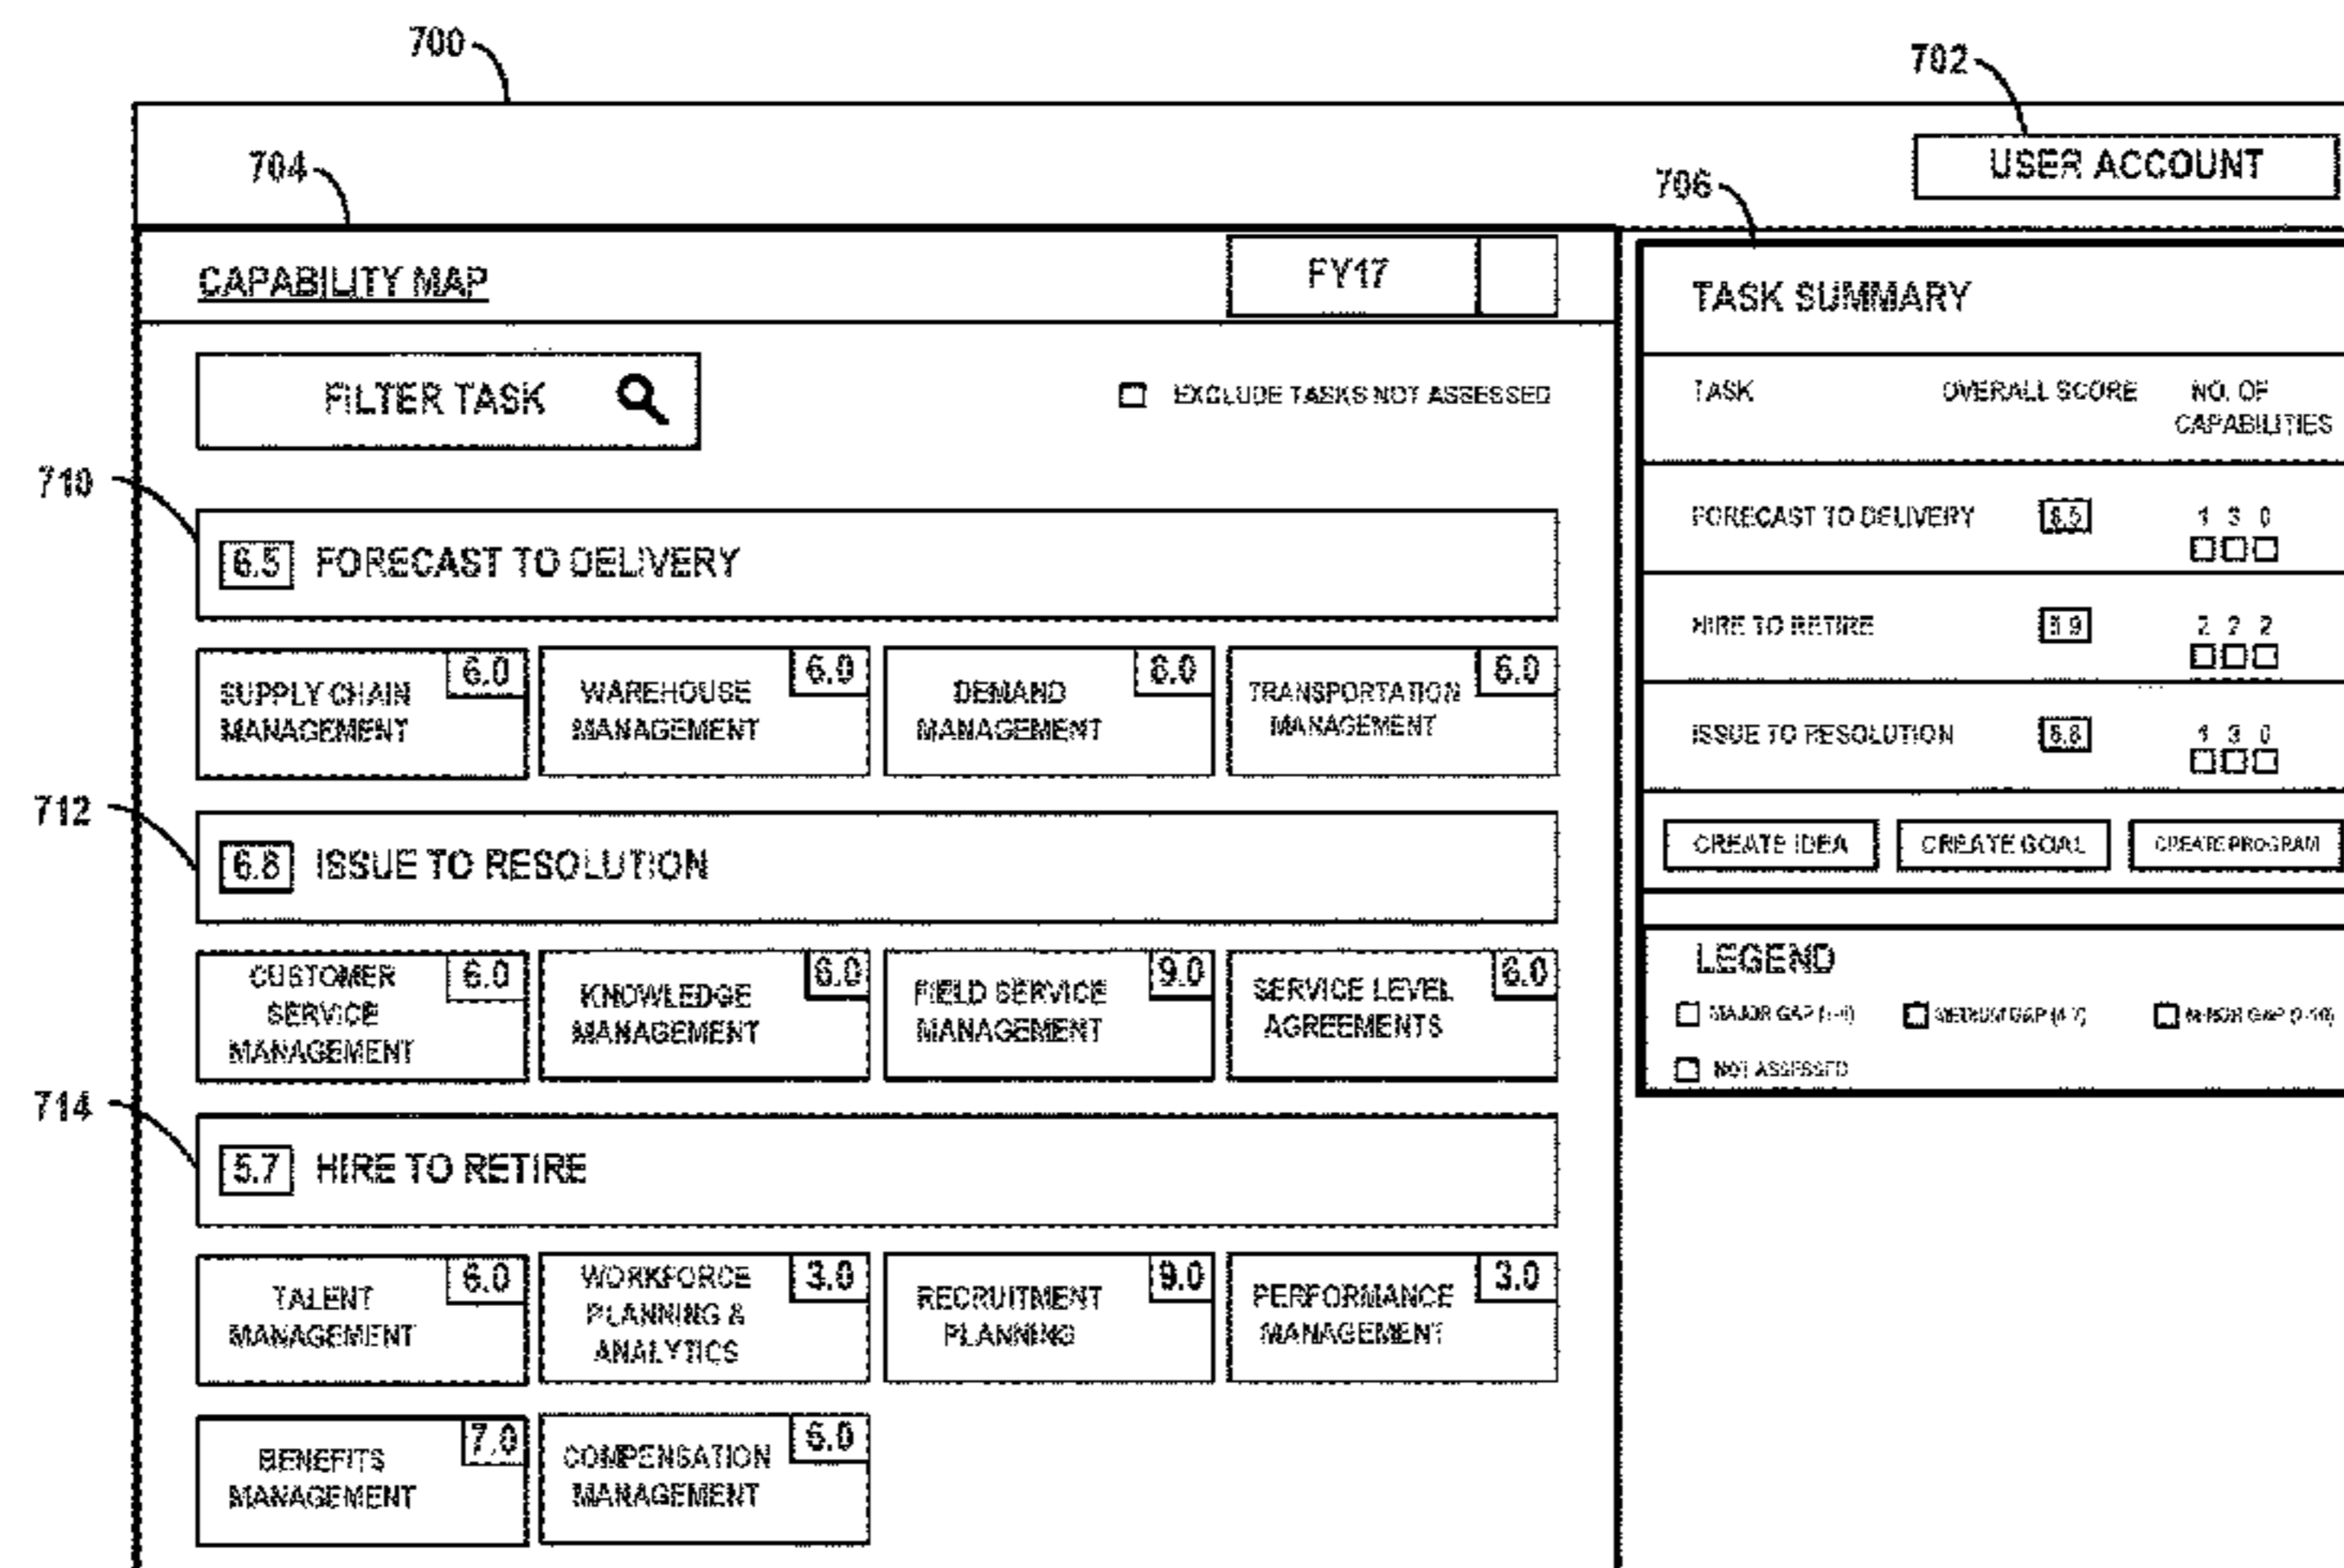 700
702
704
706
USER ACCOUNT
CAPABILITY MAP
FY17
FILTER TASK
EXCLUDE TASKS NOT ASSESSED
710
6.5 FORECAST TO DELIVERY
SUPPLY CHAIN
MANAGEMENT
6.0
WAREHOUSE
MANAGEMENT
6.0
DEMAND
MANAGEMENT
TRANSPORTATION
MANAGEMENT
6.0
712
6.8 ISSUE TO RESOLUTION
CUSTOMER
SERVICE
MANAGEMENT
6.0
KNOWLEDGE
MANAGEMENT
6.0
FIELD SERVICE
MANAGEMENT
9.0
SERVICE LEVEL
AGREEMENTS
6.0
714
5.7 HIRE TO RETIRE
TALENT
MANAGEMENT
6.0
WORKFORCE
PLANNING &
ANALYTICS
3.0
RECRUITMENT
PLANNING
9.0
PERFORMANCE
MANAGEMENT
3.0
BENEFITS
MANAGEMENT
7.0
COMPENSATION
MANAGEMENT
TASK SUMMARY
TASK OVERALL SCORE NO. OF
CAPABILITIES
FORECAST TO DELIVERY 6.5 1 3 0
HIRE TO RETIRE 2 2 2
ISSUE TO RESOLUTION 6.8 1 3 0
CREATE IDEA
CREATE GOAL
CREATE PROGRAM
LEGEND
MAJOR GAP
MEDIUM GAP
MINOR GAP
NOT ASSESSED